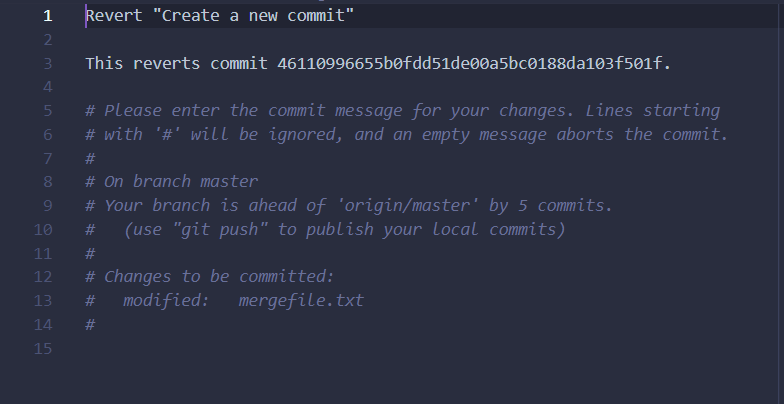 1 Revert "Create a new commit"
2
3 This reverts commit 46110996655b0fdd51de00a5bc0188da103f501f.
4
5 # Please enter the commit message for your changes. Lines starting
6 # with '#' will be ignored, and an empty message aborts the commit.
7 #
8 # On branch master
9 # Your branch is ahead of 'origin/master' by 5 commits.
10 #   (use "git push" to publish your local commits)
11 #
12 # Changes to be committed:
13 #   modified:   mergefile.txt
14 #
15